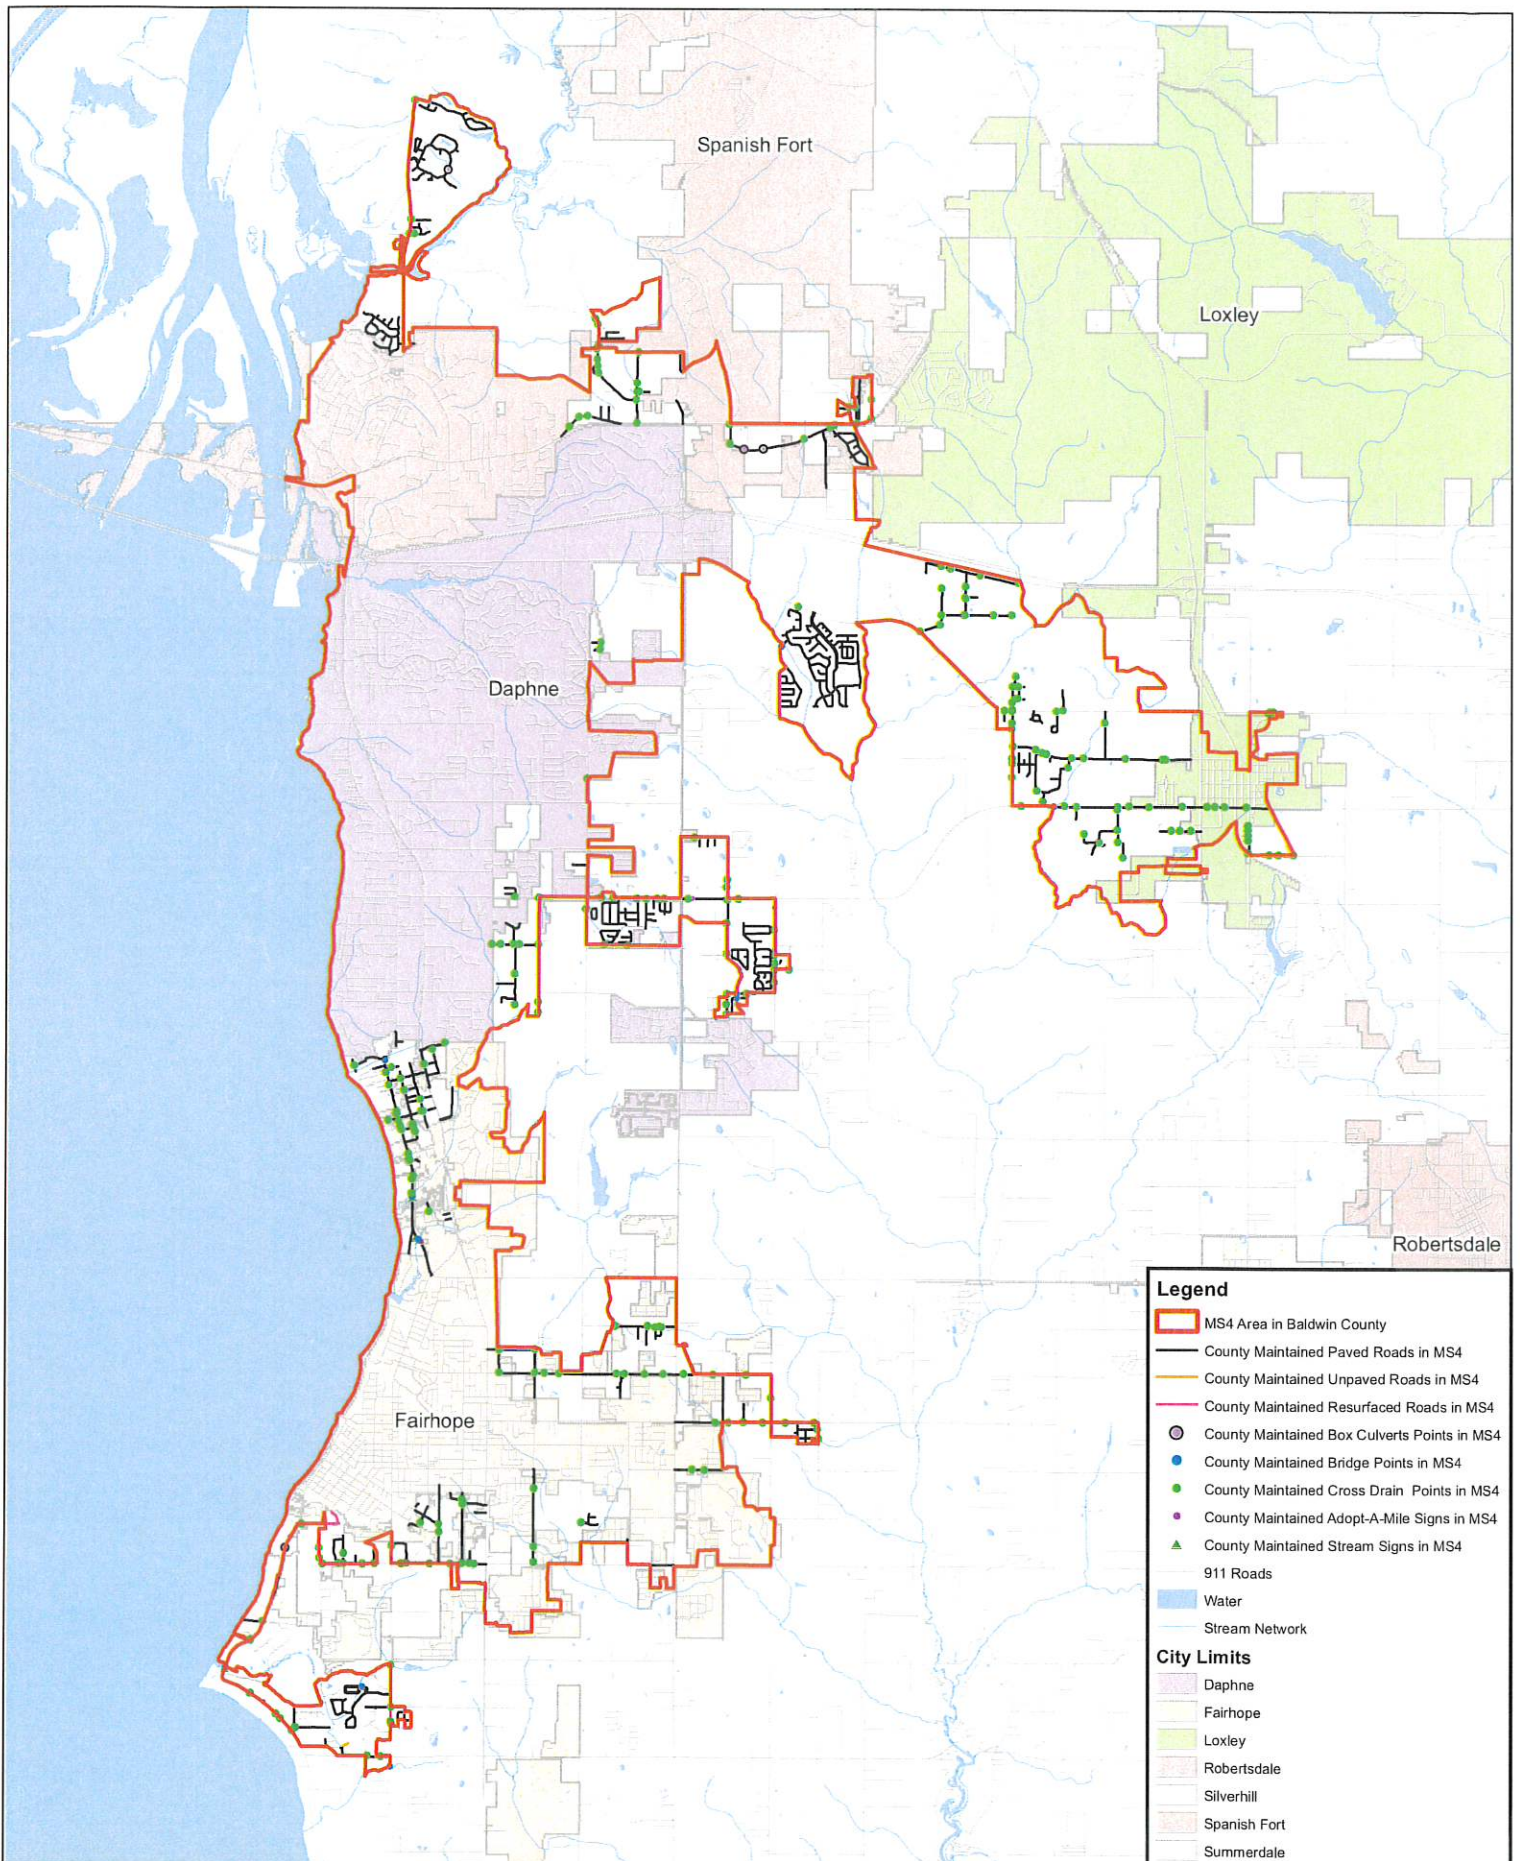 Spanish Fort
Loxley
Daphne
Robertsdale
Fairhope
Legend
MS4 Area in Baldwin County
County Maintained Paved Roads in MS4
County Maintained Unpaved Roads in MS4
County Maintained Resurfaced Roads in MS4
County Maintained Box Culverts Points in MS4
County Maintained Bridge Points in MS4
County Maintained Cross Drain Points in MS4
County Maintained Adopt-A-Mile Signs in MS4
County Maintained Stream Signs in MS4
911 Roads
Water
Stream Network
City Limits
Daphne
Fairhope
Loxley
Robertsdale
Silverhill
Spanish Fort
Summerdale